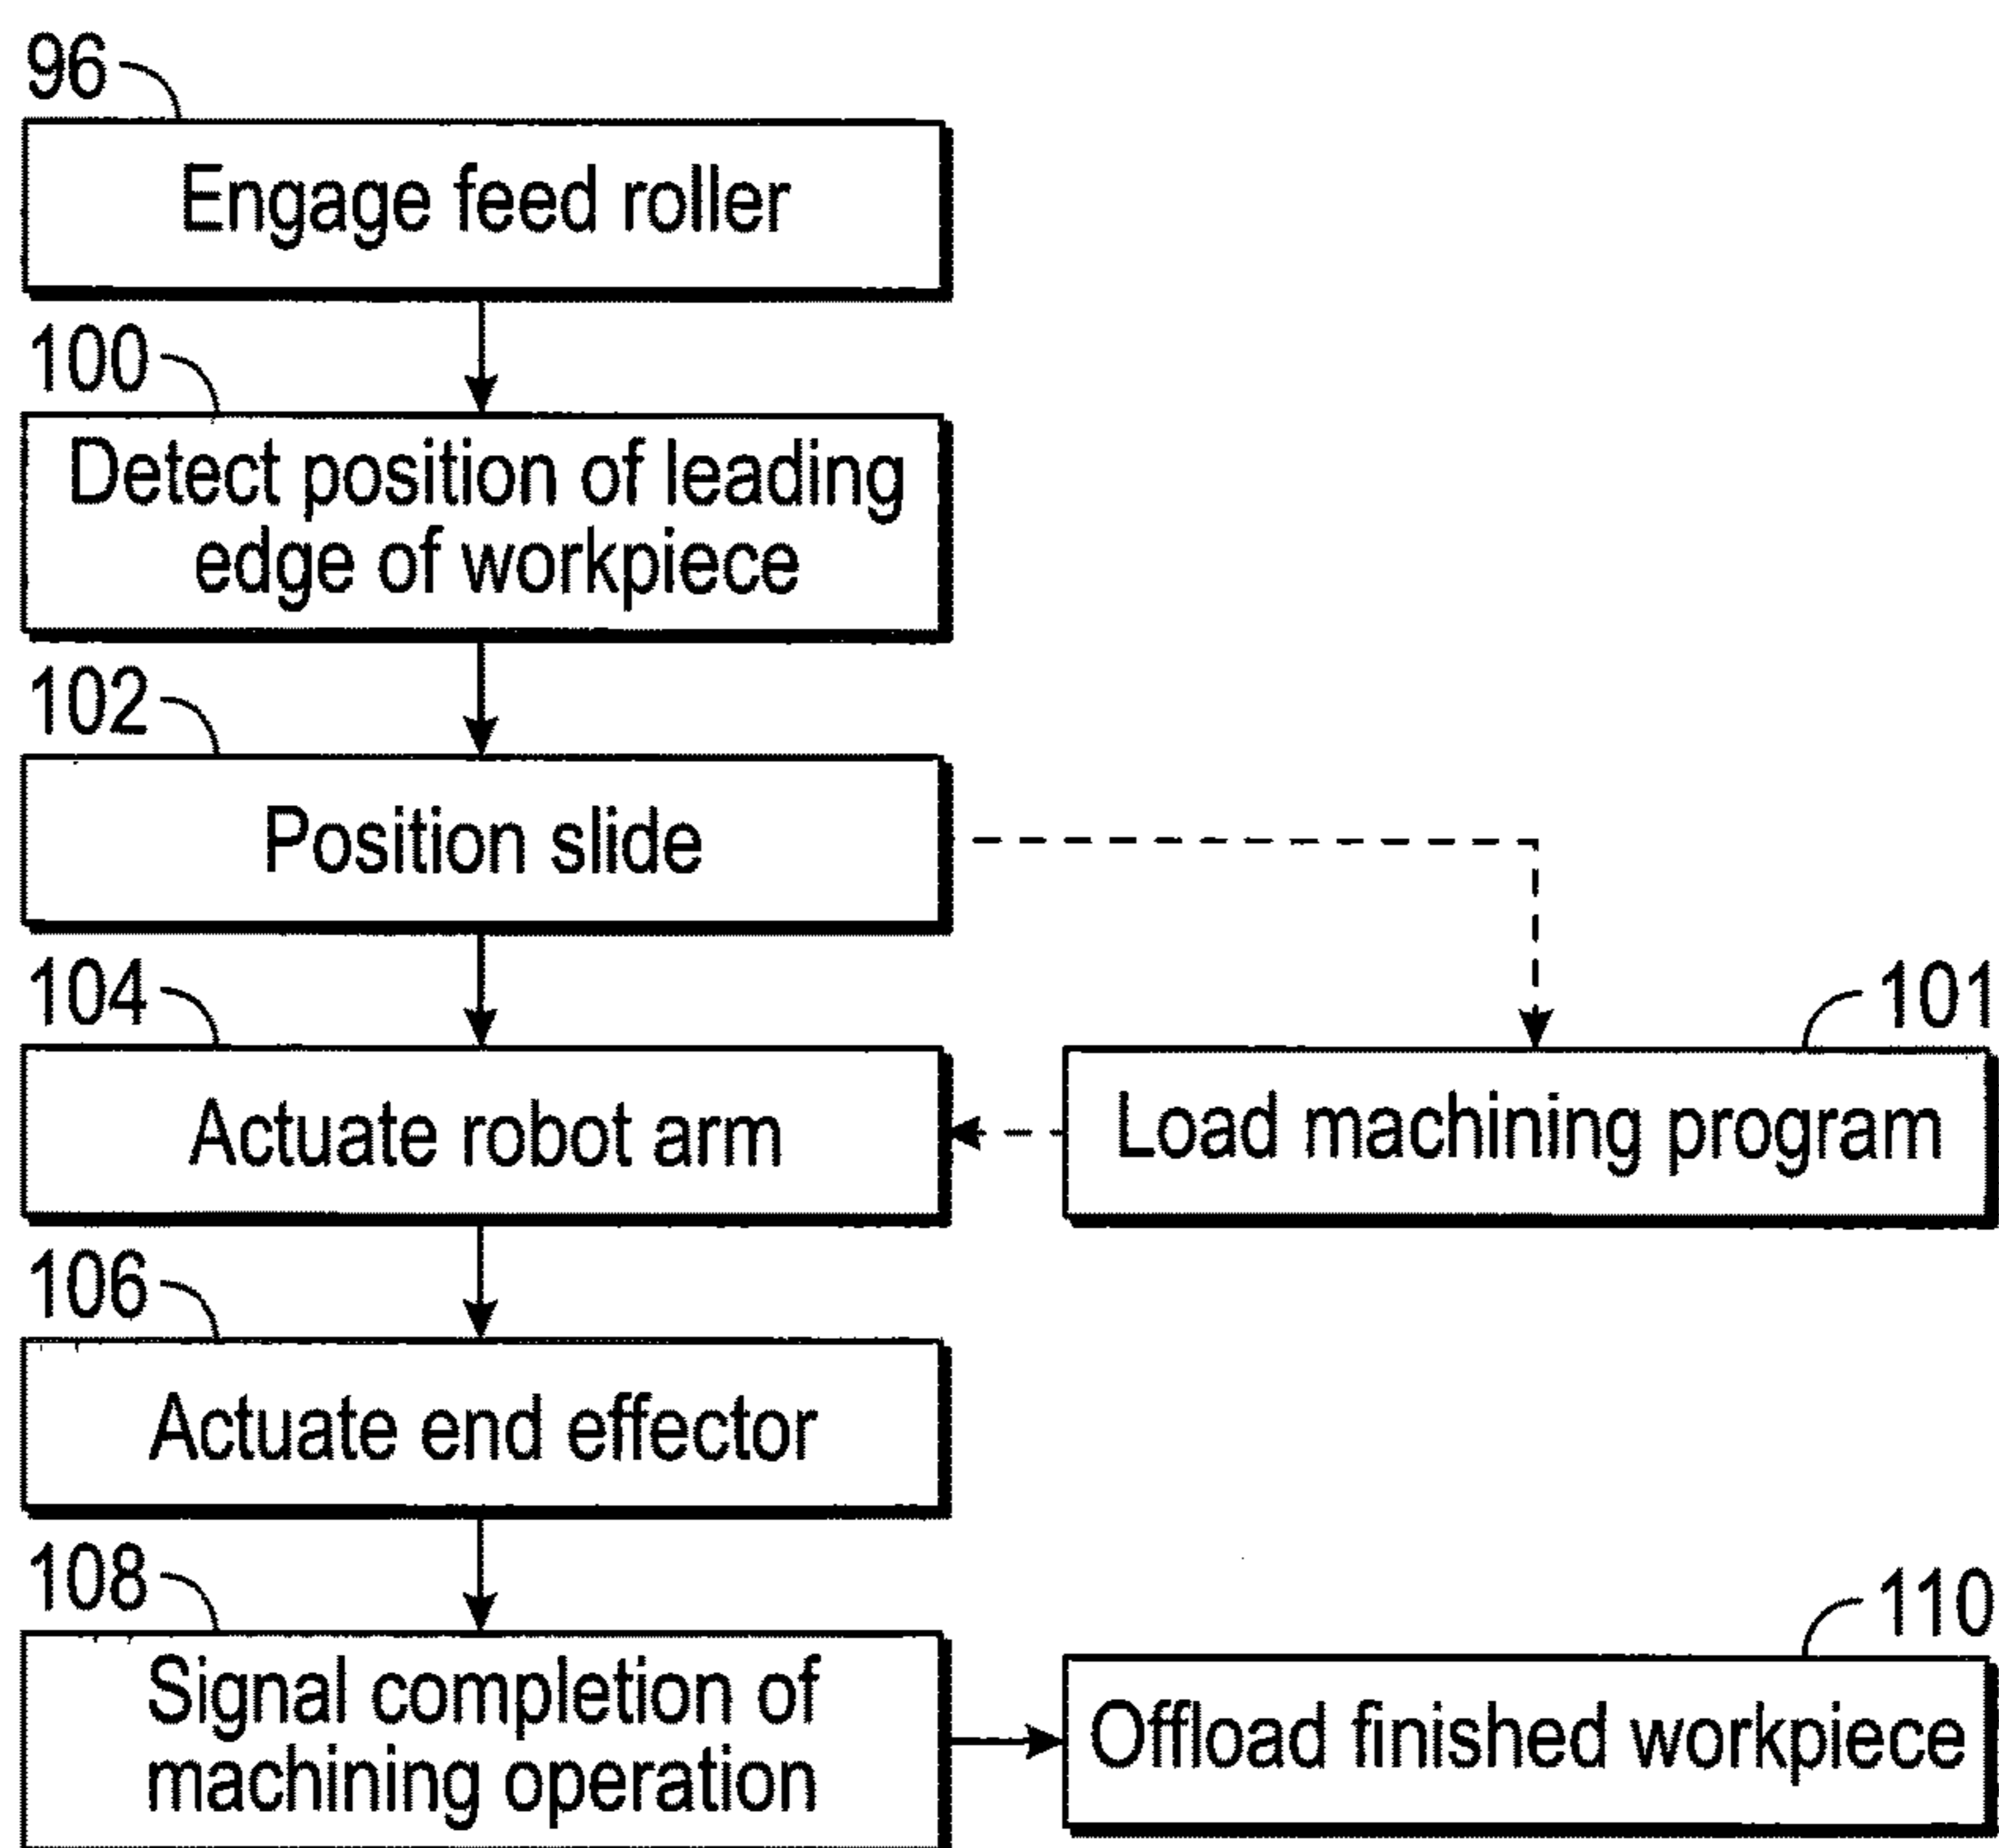 96
Engage feed roller
100
Detect position of leading
edge of workpiece
102
Position slide
104
Actuate robot arm
101
Load machining program
106
Actuate end effector
108
Signal completion of
machining operation
110
Offload finished workpiece